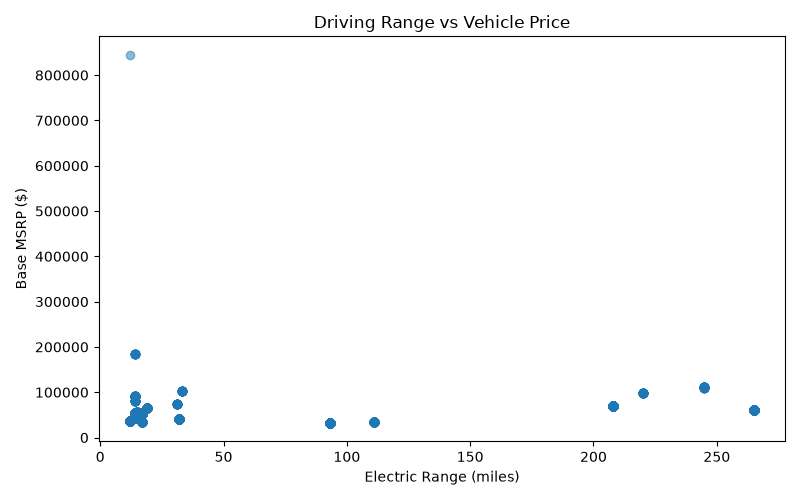 Driving Range vs Vehicle Price
800000
700000
600000
500000
400000
300000
200000
100000
0
Base MSRP ($)
0 50 100 150 200 250
Electric Range (miles)